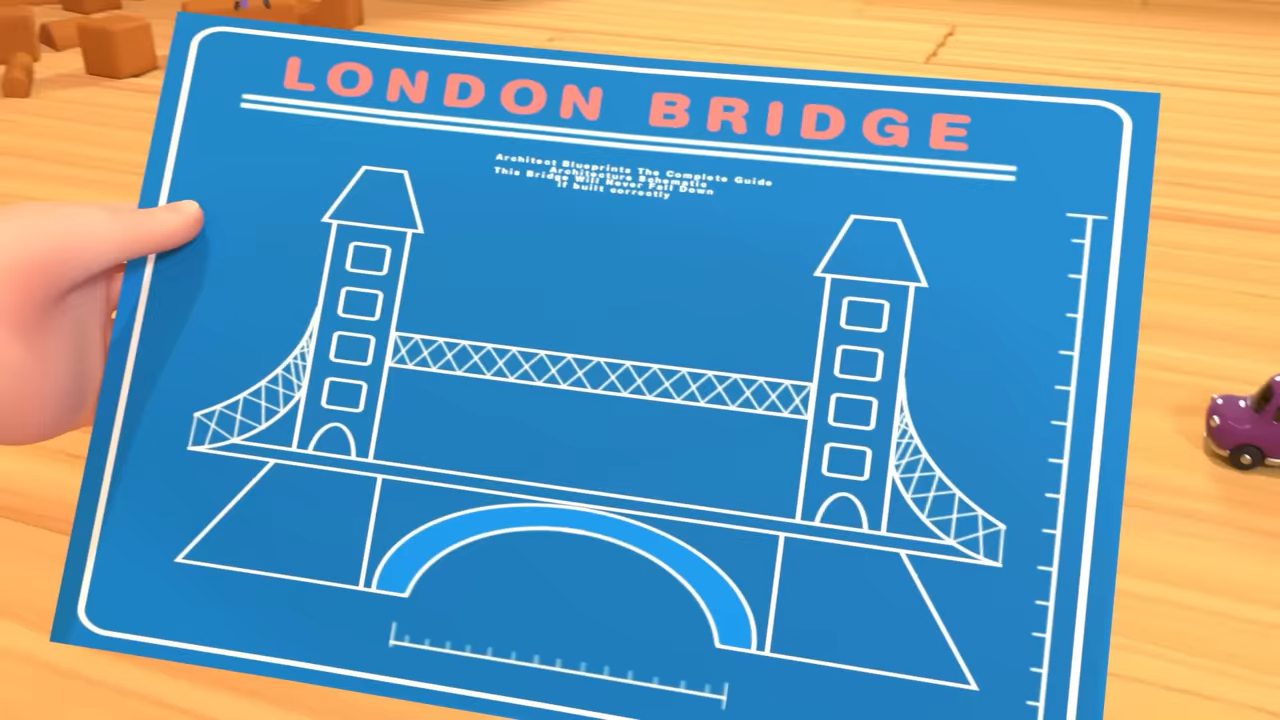 LONDON BRIDGE
Architect Blueprints The Complete Guide
Architecture Schematic
This Bridge Will Never Fall Down
If built correctly